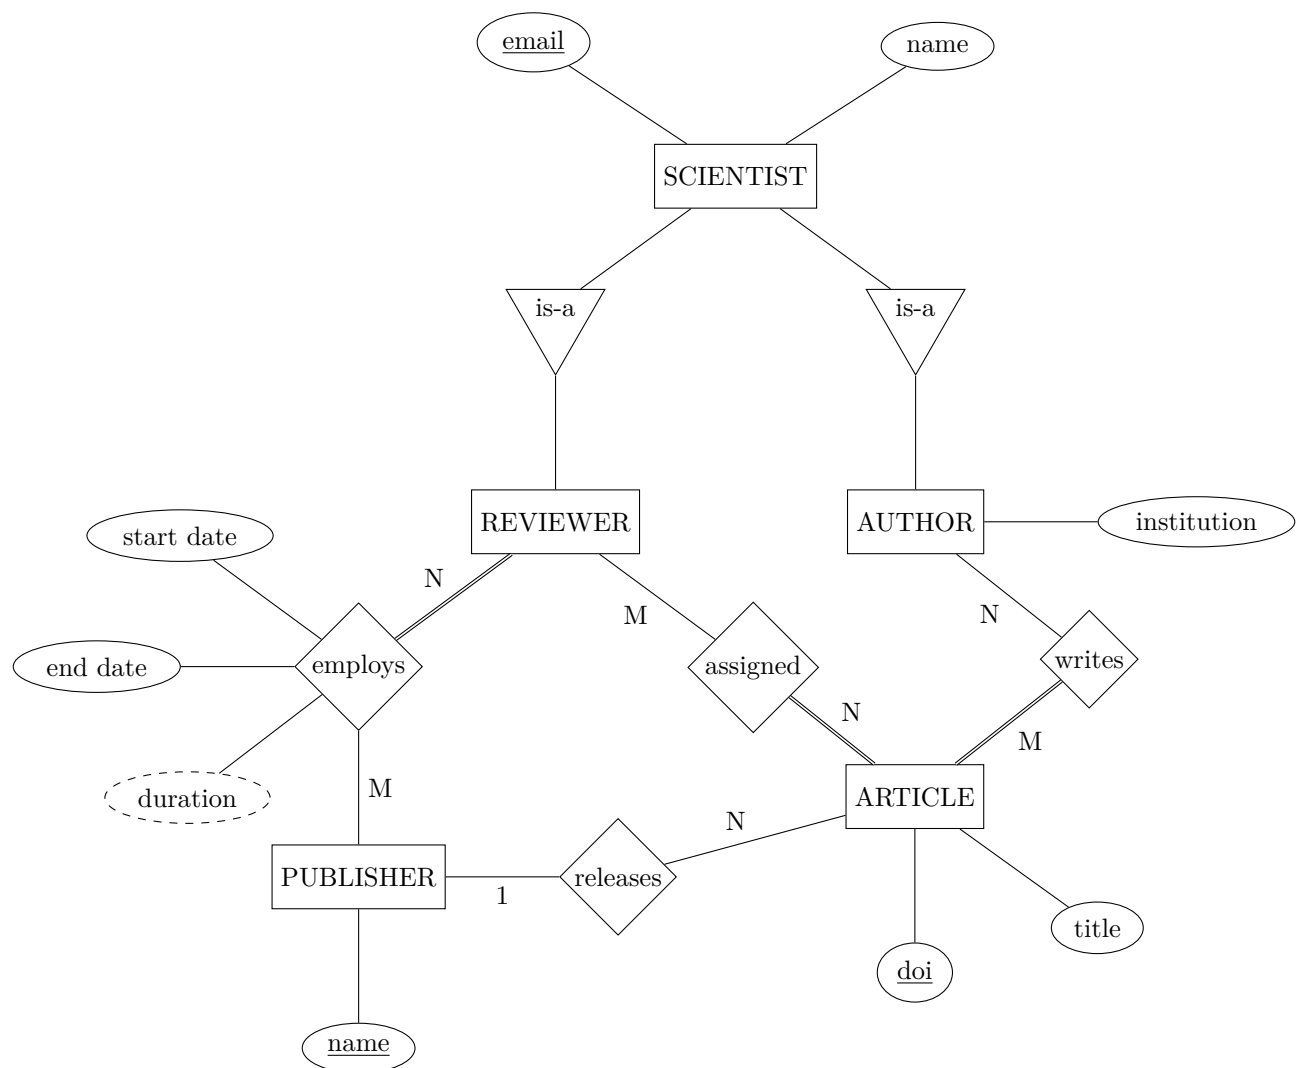 email
name
SCIENTIST
is-a
is-a
REVIEWER
AUTHOR
institution
start date
N
M
N
end date
employs
assigned
writes
N
M
duration
M
ARTICLE
N
PUBLISHER
1
releases
title
doi
name